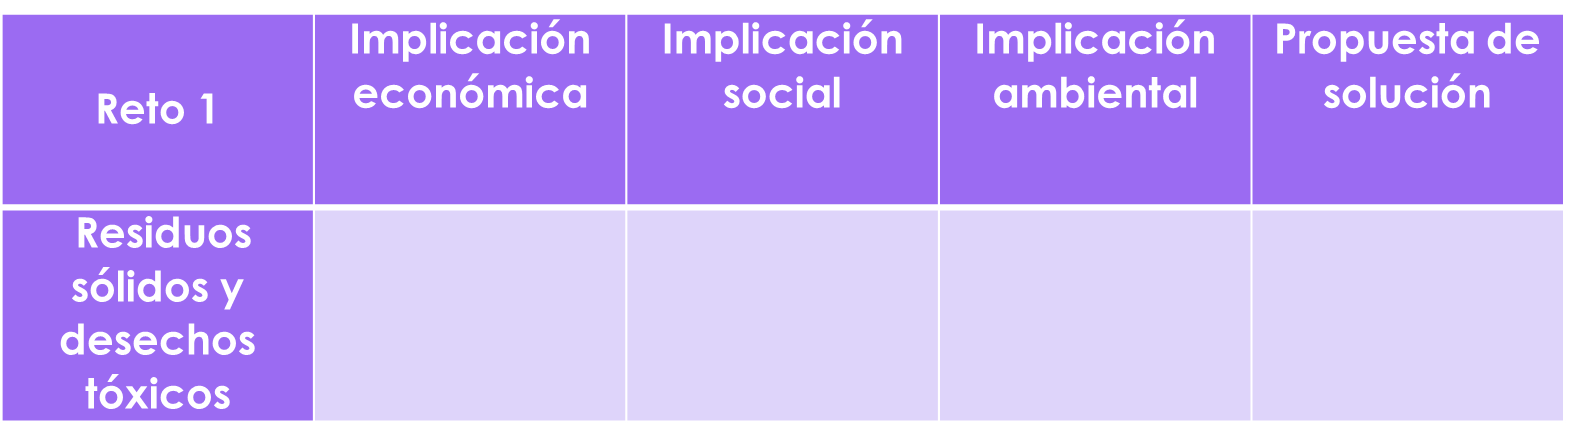 Reto 1
Implicación
económica
Implicación
social
Implicación
ambiental
Propuesta de
solución
Residuos
sólidos y
desechos
tóxicos